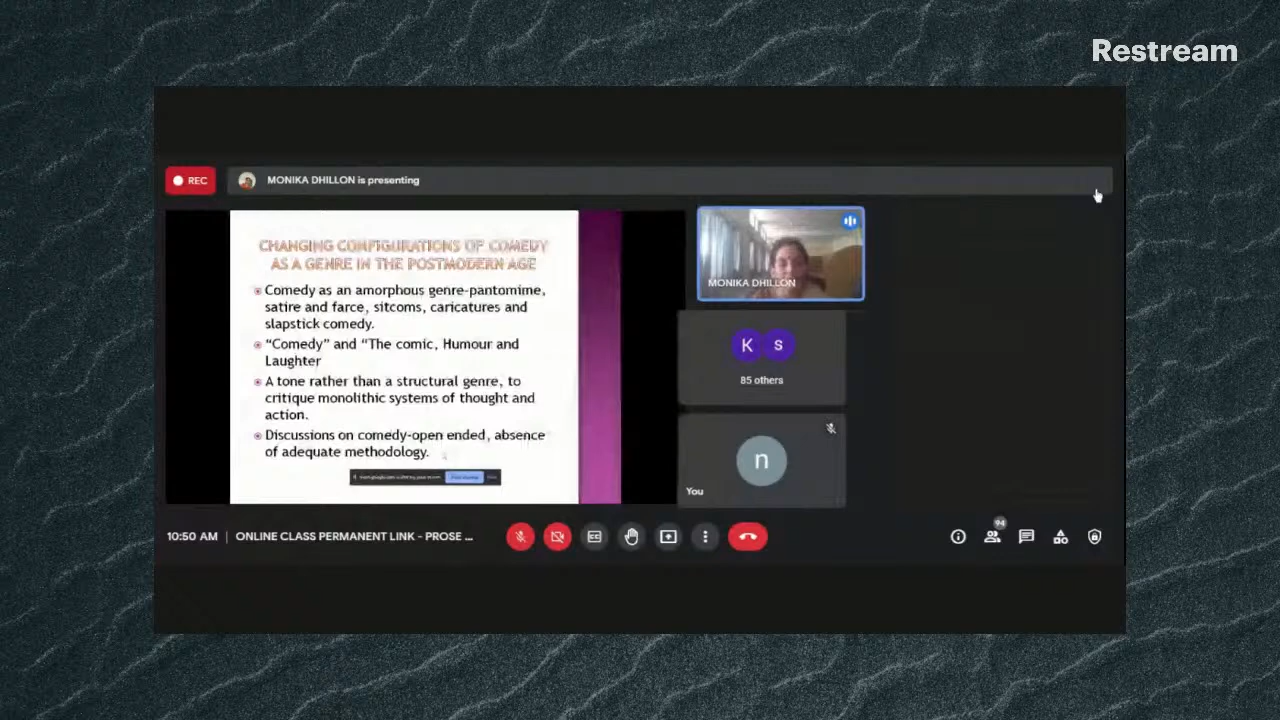 Restream
REC
MONIKA DHILLON is presenting
CHANGING CONFIGURATIONS OF COMEDY
AS A GENRE IN THE POSTMODERN AGE
Comedy as an amorphous genre-pantomime,
satire and farce, sitcoms, caricatures and
slapstick comedy.
“Comedy” and “The comic, Humour and
Laughter
A tone rather than a structural genre, to
critique monolithic systems of thought and
action.
Discussions on comedy-open ended, absence
of adequate methodology.
MONIKA DHILLON
K S
85 others
n
You
10:50 AM | ONLINE CLASS PERMANENT LINK - PROSE ...
94